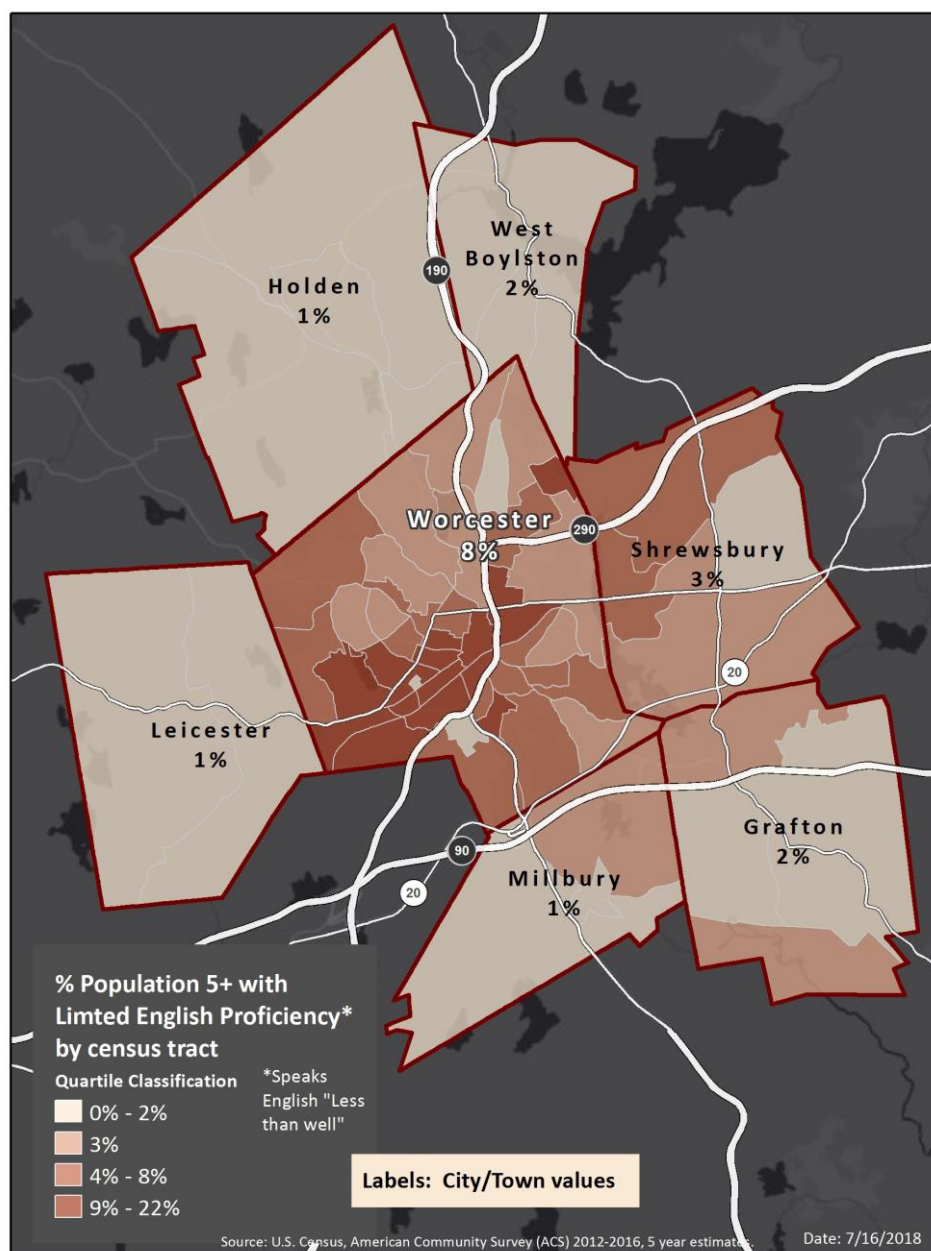 West
Boylston
2%
190
Holden
1%
Worcester
8%
290
Shrewsbury
3%
20
Leicester
1%
Grafton
2%
90
20
Millbury
1%
% Population 5+ with
Limted English Proficiency*
by census tract
Quartile Classification
0% - 2%
3%
4% - 8%
9% - 22%
*Speaks
English "Less
than well"
Labels: City/Town values
Source: U.S. Census, American Community Survey (ACS) 2012-2016, 5 year estimates.
Date: 7/16/2018